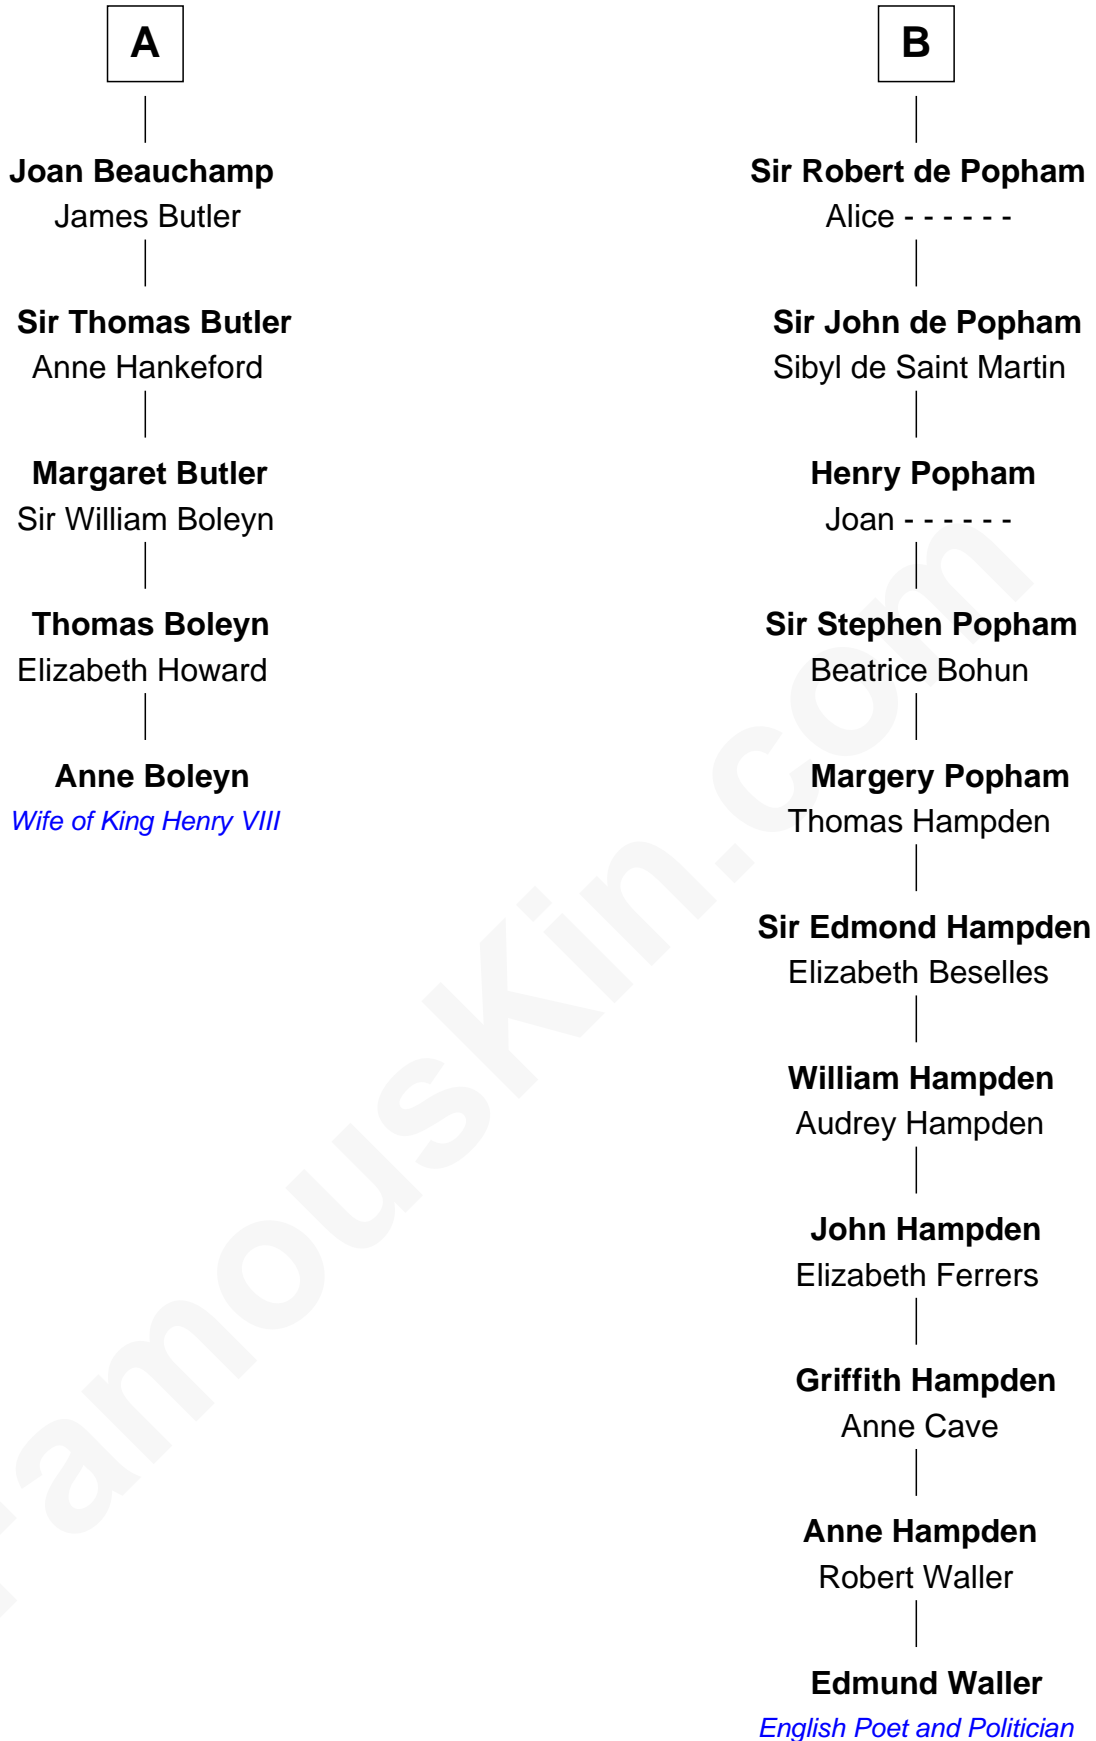 A
Joan Beauchamp
James Butler
Sir Thomas Butler
Anne Hankeford
Margaret Butler
Sir William Boleyn
Thomas Boleyn
Elizabeth Howard
Anne Boleyn
Wife of King Henry VIII
B
Sir Robert de Popham
Alice - - - - - -
Sir John de Popham
Sibyl de Saint Martin
Henry Popham
Joan - - - - - -
Sir Stephen Popham
Beatrice Bohun
Margery Popham
Thomas Hampden
Sir Edmond Hampden
Elizabeth Beselles
William Hampden
Audrey Hampden
John Hampden
Elizabeth Ferrers
Griffith Hampden
Anne Cave
Anne Hampden
Robert Waller
Edmund Waller
English Poet and Politician
FamousKin.com